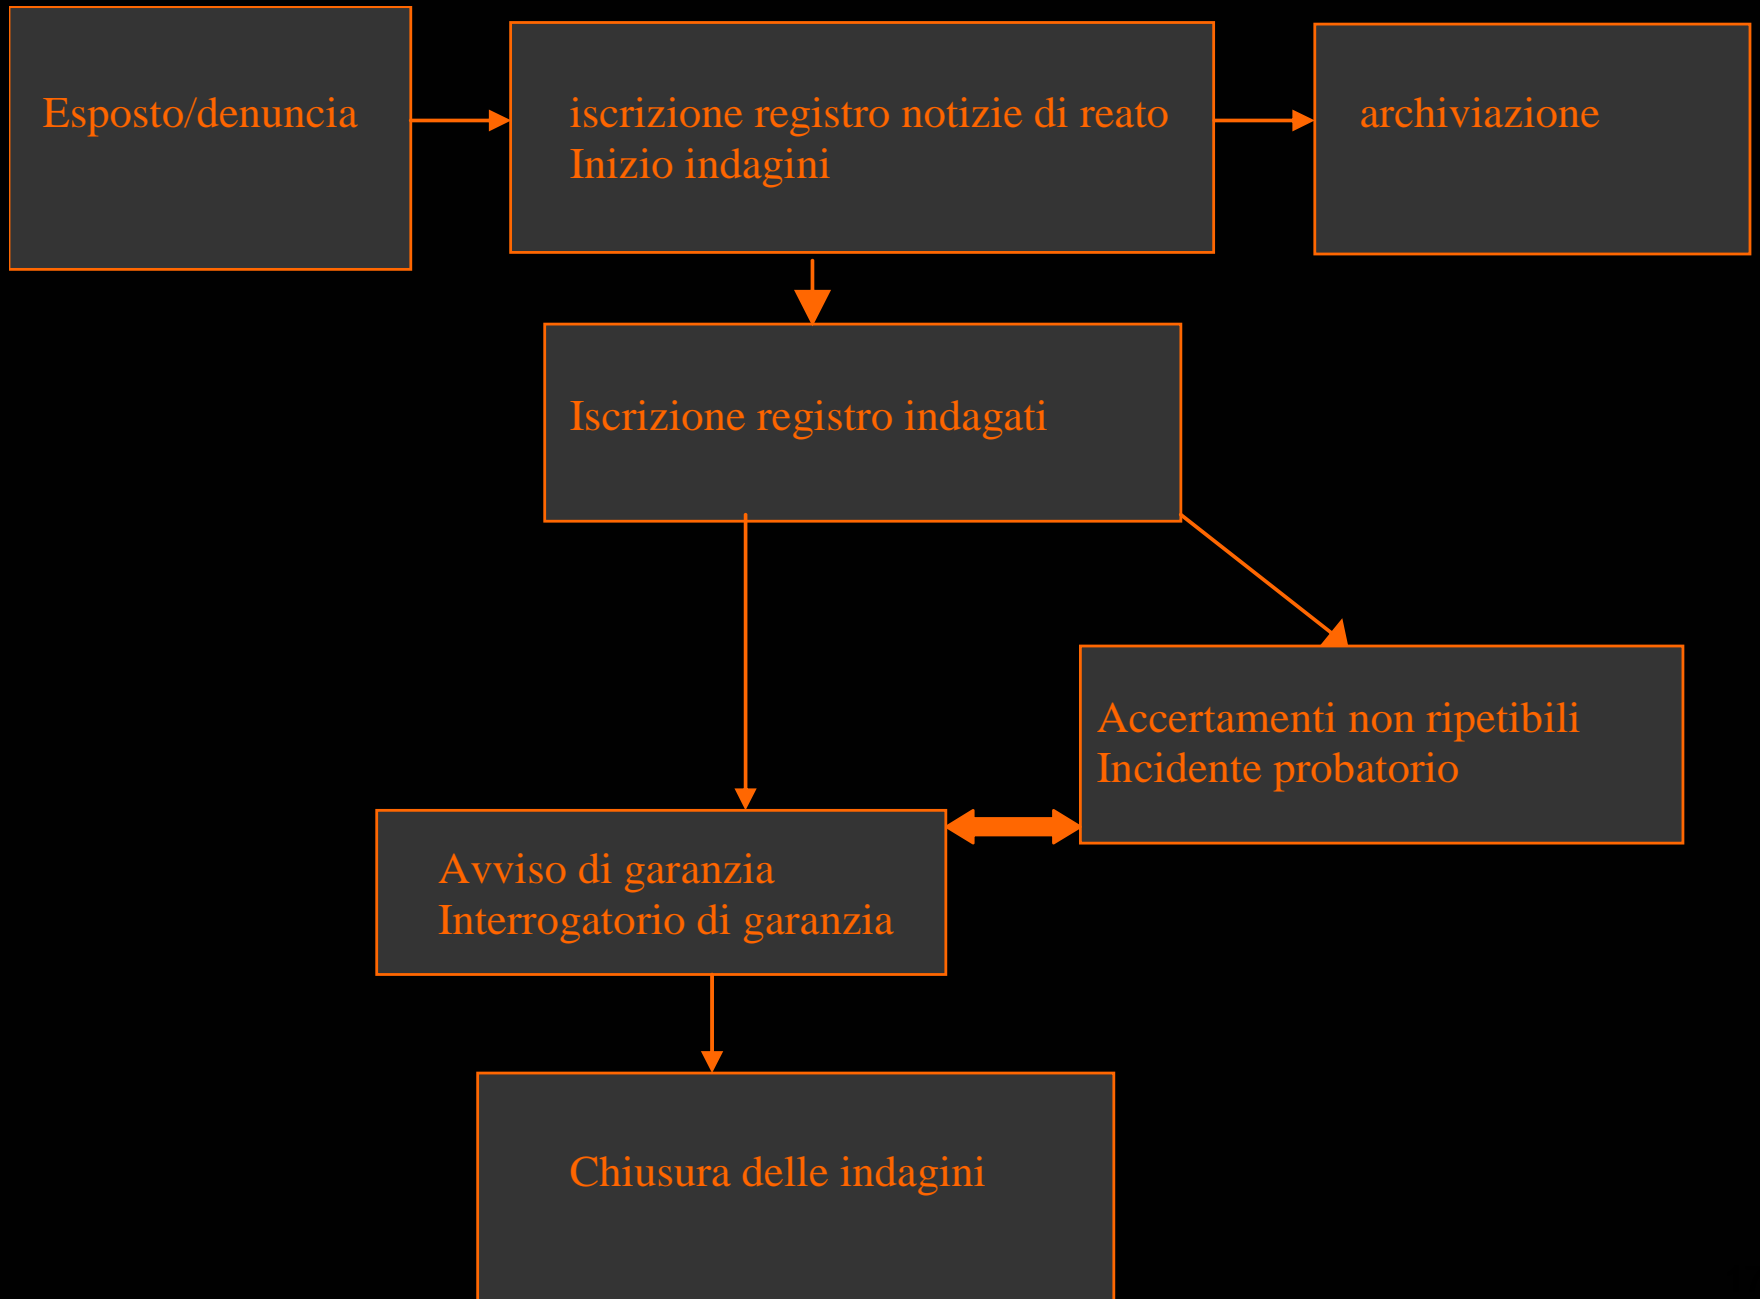 Esposto/denuncia
iscrizione registro notizie di reato
Inizio indagini
archiviazione
Iscrizione registro indagati
Accertamenti non ripetibili
Incidente probatorio
Avviso di garanzia
Interrogatorio di garanzia
Chiusura delle indagini